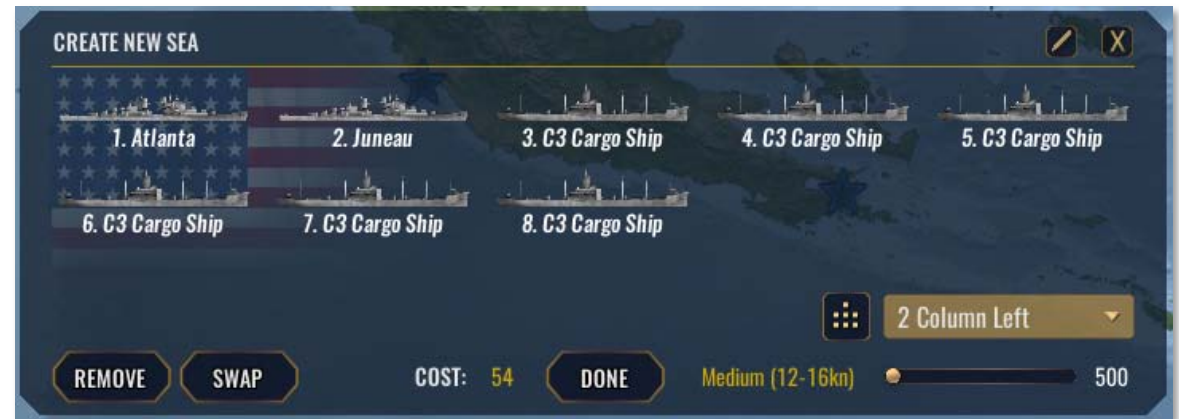 CREATE NEW SEA
X
1. Atlanta
2. Juneau
3. C3 Cargo Ship
4. C3 Cargo Ship
5. C3 Cargo Ship
6. C3 Cargo Ship
7. C3 Cargo Ship
8. C3 Cargo Ship
2 Column Left
REMOVE
SWAP
COST: 54
DONE
Medium (12-16kn)
500